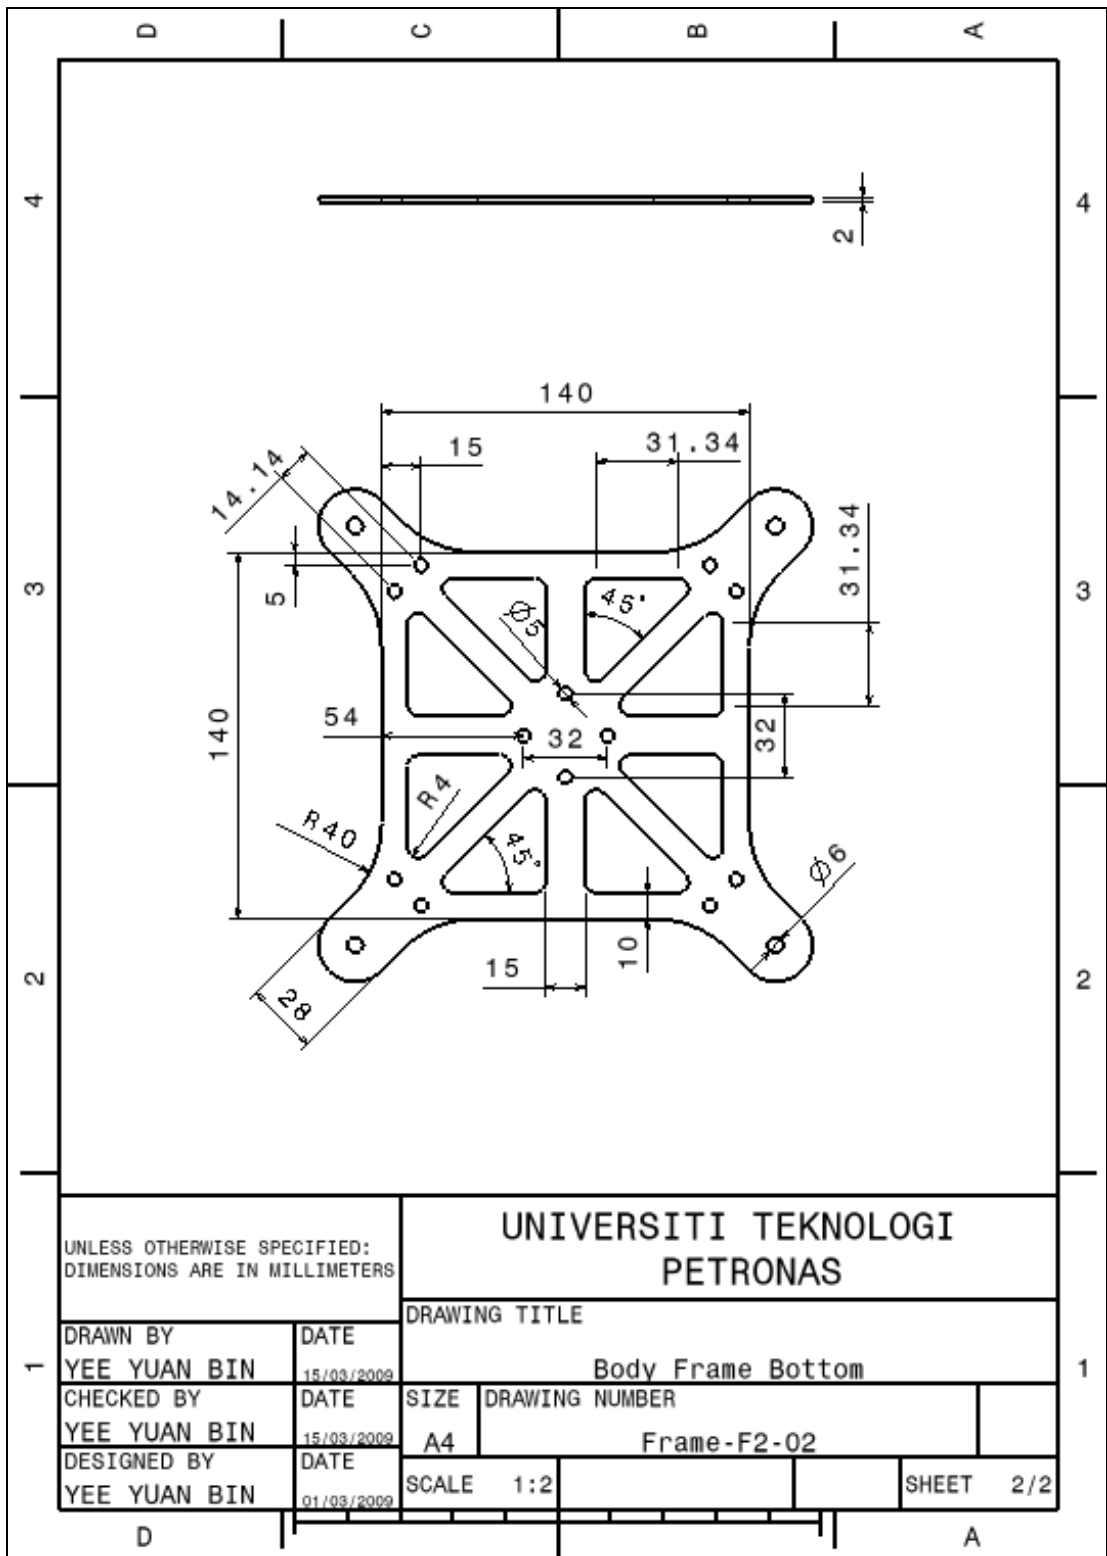 D C B A
4 4
2
140
15 31.34
14.14
31.34
3 3
5
45°
Ø5
54
32
32
140
R4
R40
45°
Ø6
10
15
2 2
28
UNLESS OTHERWISE SPECIFIED:
DIMENSIONS ARE IN MILLIMETERS
UNIVERSITI TEKNOLOGI
PETRONAS
DRAWING TITLE
Body Frame Bottom
DRAWN BY DATE
YEE YUAN BIN 15/03/2009
1 1
CHECKED BY DATE
YEE YUAN BIN 15/03/2009
SIZE DRAWING NUMBER
A4 Frame-F2-02
DESIGNED BY DATE
YEE YUAN BIN 01/03/2009
SCALE 1:2 SHEET 2/2
D A